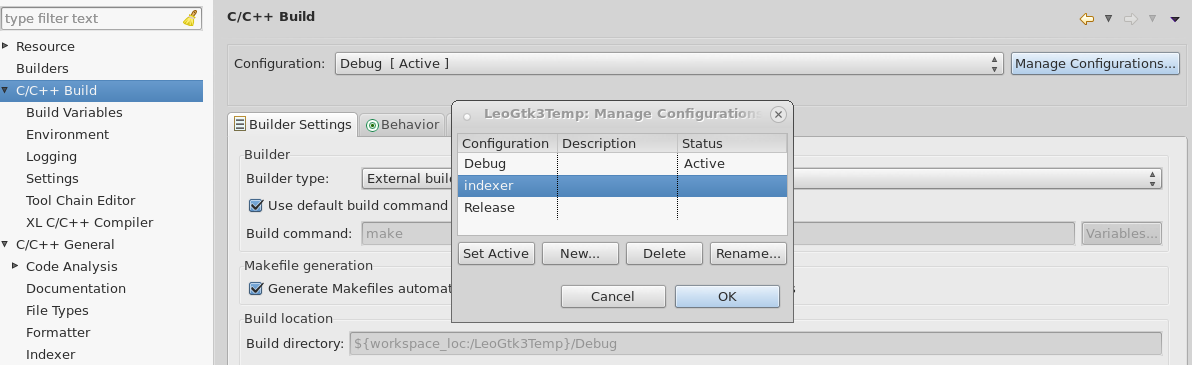 type filter text
Resource
Builders
C/C++ Build
Build Variables
Environment
Logging
Settings
Tool Chain Editor
XL C/C++ Compiler
C/C++ General
Code Analysis
Documentation
File Types
Formatter
Indexer
C/C++ Build
Configuration: Debug [ Active ] Manage Configurations...
Builder Settings Behavior
Builder
Builder type: External buil
Use default build command
Build command: make Variables...
Makefile generation
Generate Makefiles automat s
Build location
Build directory: ${workspace_loc:/LeoGtk3Temp}/Debug
LeoGtk3Temp: Manage Configurations
Configuration Description Status
Debug Active
indexer
Release
Set Active New... Delete Rename...
Cancel OK